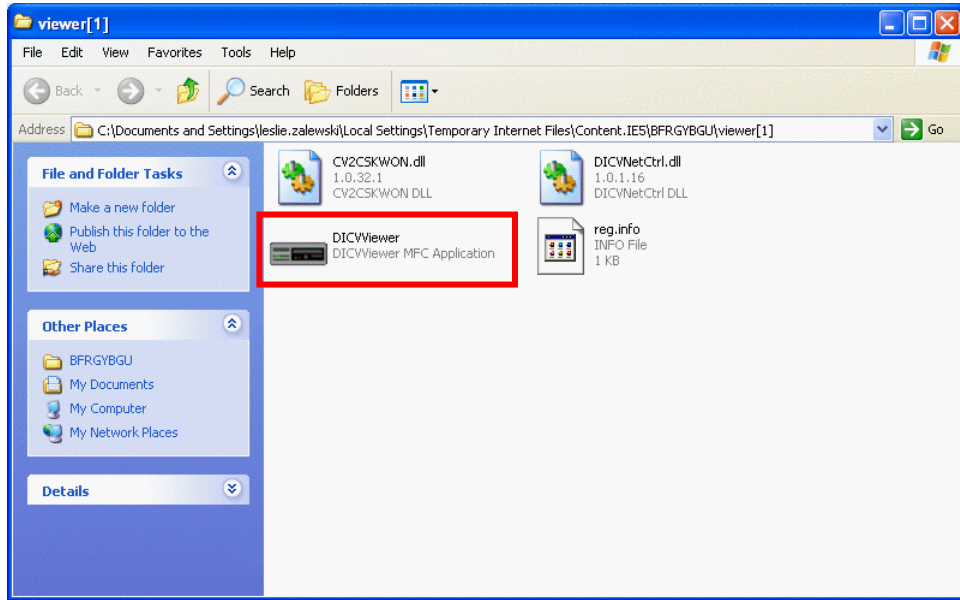 viewer[1]
File Edit View Favorites Tools Help
Back Search Folders
Address C:\Documents and Settings\leslie.zalewski\Local Settings\Temporary Internet Files\Content.IE5\BFRGYBGU\viewer[1] Go
File and Folder Tasks
Make a new folder
Publish this folder to the
Web
Share this folder
Other Places
BFRGYBGU
My Documents
My Computer
My Network Places
Details
CV2CSKWON.dll
1.0.32.1
CV2CSKWON DLL
DICVNetCtrl.dll
1.0.1.16
DICVNetCtrl DLL
DICVViewer
DICVViewer MFC Application
reg.info
INFO File
1 KB